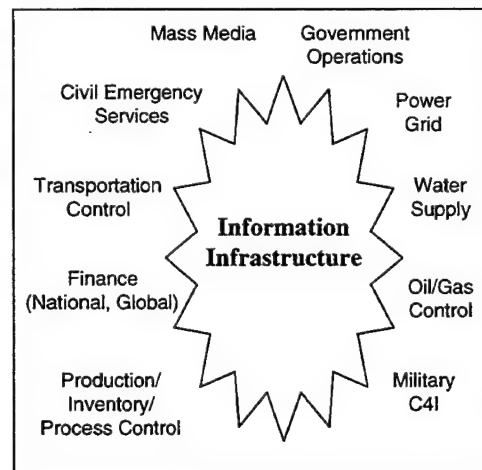 Mass Media
Government
Operations
Civil Emergency
Services
Power
Grid
Transportation
Control
Water
Supply
Information
Infrastructure
Finance
(National, Global)
Oil/Gas
Control
Production/
Inventory/
Process Control
Military
C4I